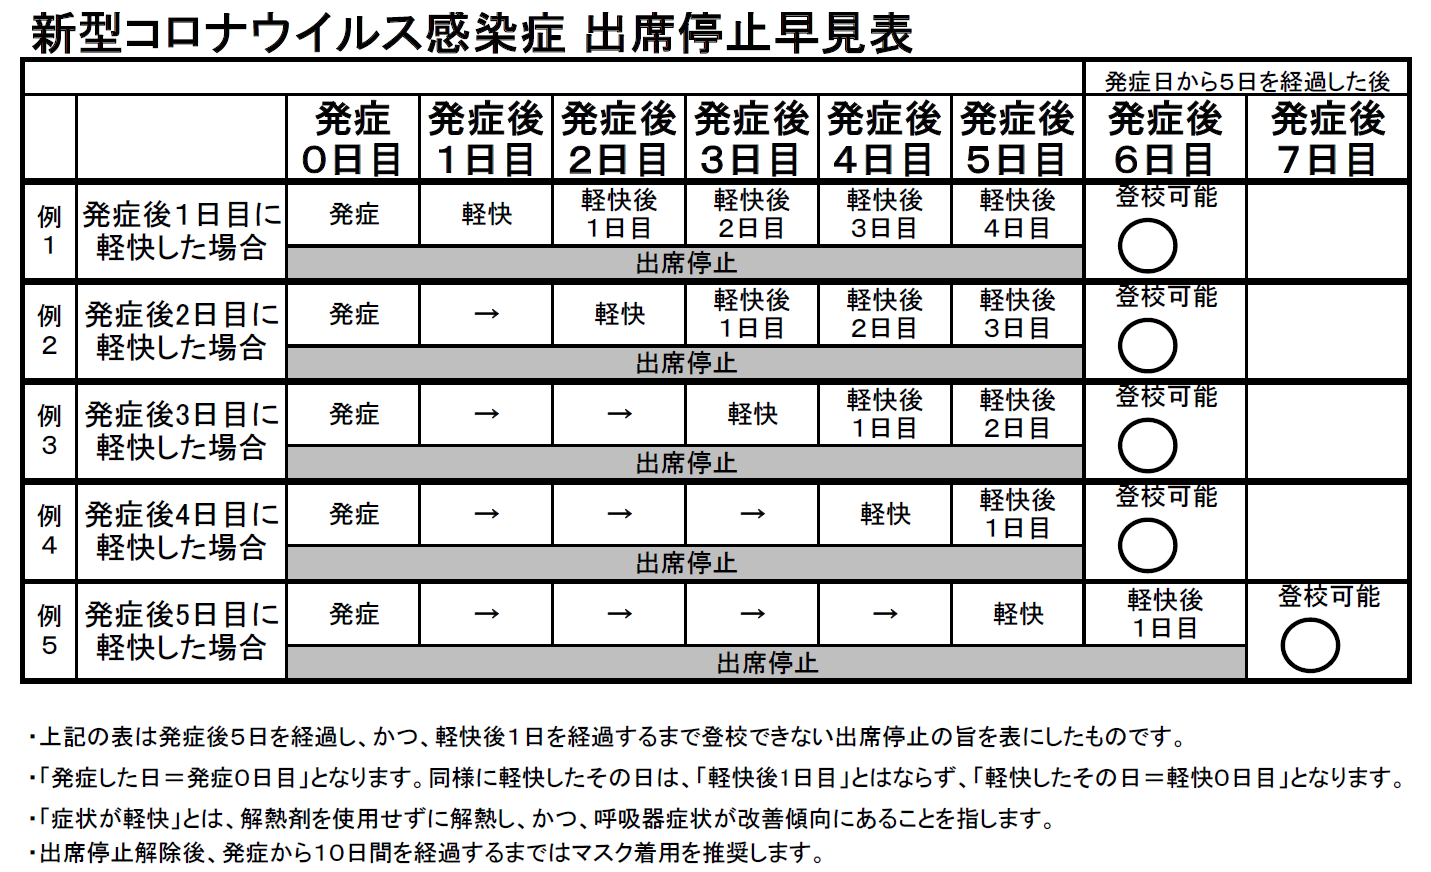 新型コロナウイルス感染症 出席停止早見表
発症日から５日を経過した後
発症 発症後 発症後 発症後 発症後 発症後 発症後 発症後
０日目 １日目 ２日目 ３日目 ４日目 ５日目 ６日目 ７日目
例 1 発症後１日目に 軽快した場合 発症 軽快 軽快後 1日目 軽快後 2日目 軽快後 3日目 軽快後 4日目 登校可能 ○
出席停止
例 2 発症後2日目に 軽快した場合 発症 → 軽快 軽快後 1日目 軽快後 2日目 軽快後 3日目 登校可能 ○
出席停止
例 3 発症後3日目に 軽快した場合 発症 → → 軽快 軽快後 1日目 軽快後 2日目 登校可能 ○
出席停止
例 4 発症後4日目に 軽快した場合 発症 → → → 軽快 軽快後 1日目 登校可能 ○
出席停止
例 5 発症後5日目に 軽快した場合 発症 → → → → 軽快 軽快後 1日目 登校可能 ○
出席停止
・上記の表は発症後５日を経過し、かつ、軽快後１日を経過するまで登校できない出席停止の旨を表にしたものです。
・「発症した日＝発症０日目」となります。同様に軽快したその日は、「軽快後1日目」とはならず、「軽快したその日＝軽快０日目」となります。
・「症状が軽快」とは、解熱剤を使用せずに解熱し、かつ、呼吸器症状が改善傾向にあることを指します。
・出席停止解除後、発症から１０日間を経過するまではマスク着用を推奨します。